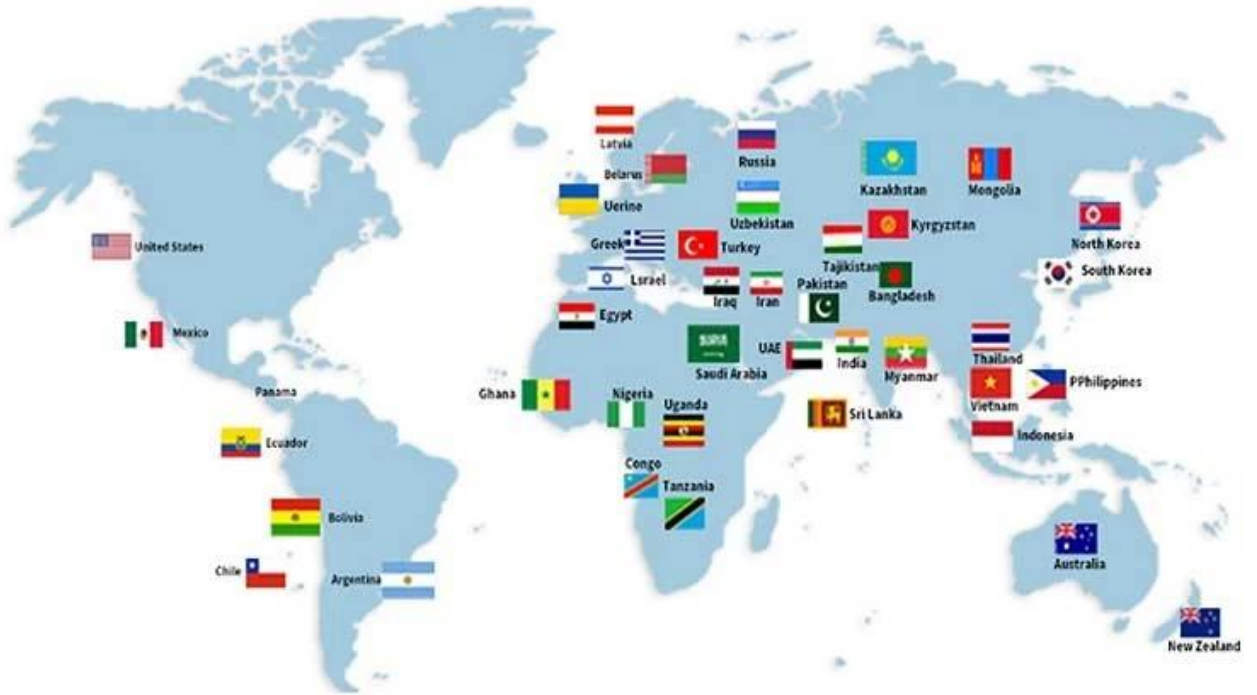 Latvia
Russia
Belarus
Kazakhstan
Mongolia
Uerine
Uzbekistan
Kyrgyzstan
United States
Greek
Turkey
North Korea
Tajikistan
South Korea
Lsrael
Iraq
Iran
Pakistan
Bangladesh
Egypt
Mexico
UAE
India
Saudi Arabia
Myanmar
Thailand
Panama
Ghana
Nigeria
PPhilippines
Uganda
Vietnam
Sri Lanka
Ecuador
Indonesia
Congo
Tanzania
Bolivia
Australia
Chile
Argentina
New Zealand